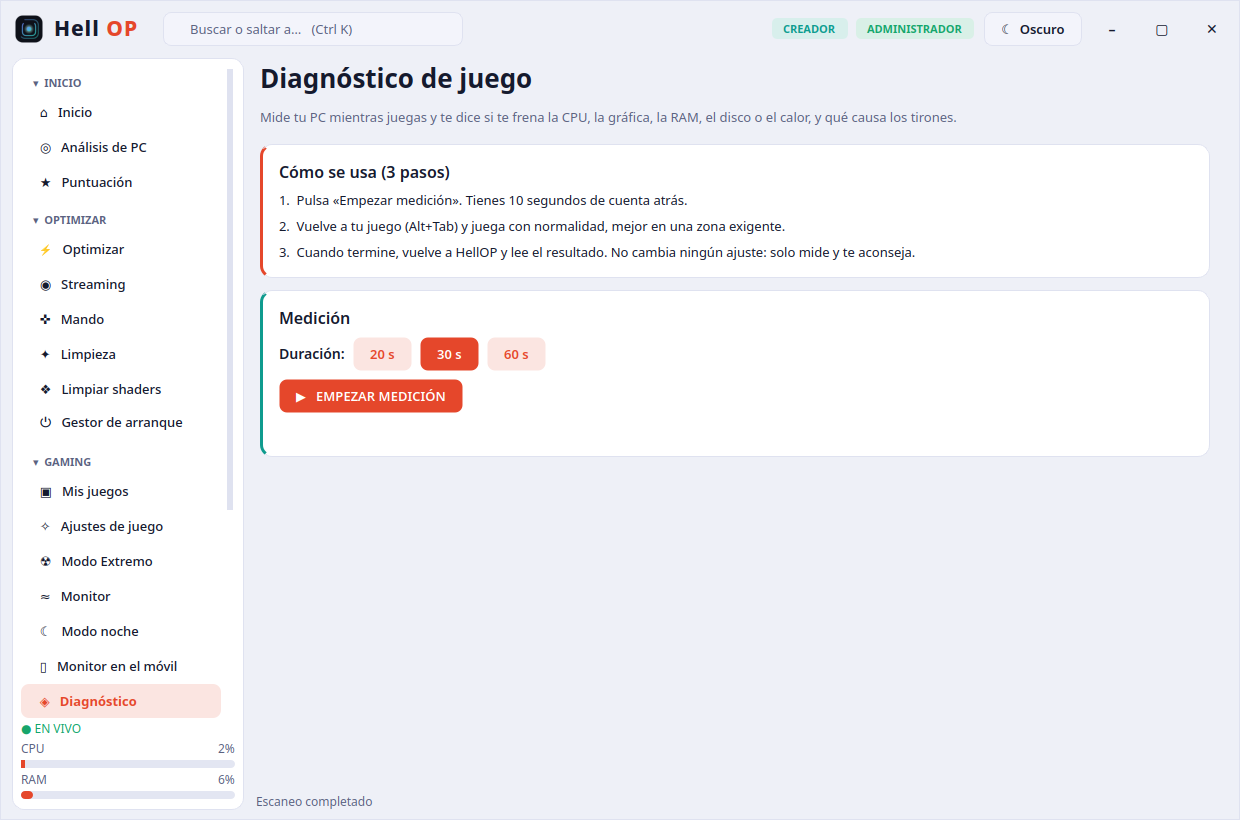 Hell OP
Buscar o saltar a... (Ctrl K)
CREADOR
ADMINISTRADOR
Oscuro
INICIO
Inicio
Análisis de PC
Puntuación
OPTIMIZAR
Optimizar
Streaming
Mando
Limpieza
Limpiar shaders
Gestor de arranque
GAMING
Mis juegos
Ajustes de juego
Modo Extremo
Monitor
Modo noche
Monitor en el móvil
Diagnóstico
EN VIVO
CPU 2%
RAM 6%
Diagnóstico de juego
Mide tu PC mientras juegas y te dice si te frena la CPU, la gráfica, la RAM, el disco o el calor, y qué causa los tirones.
Cómo se usa (3 pasos)
1. Pulsa «Empezar medición». Tienes 10 segundos de cuenta atrás.
2. Vuelve a tu juego (Alt+Tab) y juega con normalidad, mejor en una zona exigente.
3. Cuando termine, vuelve a HellOP y lee el resultado. No cambia ningún ajuste: solo mide y te aconseja.
Medición
Duración: 20 s 30 s 60 s
EMPEZAR MEDICIÓN
Escaneo completado